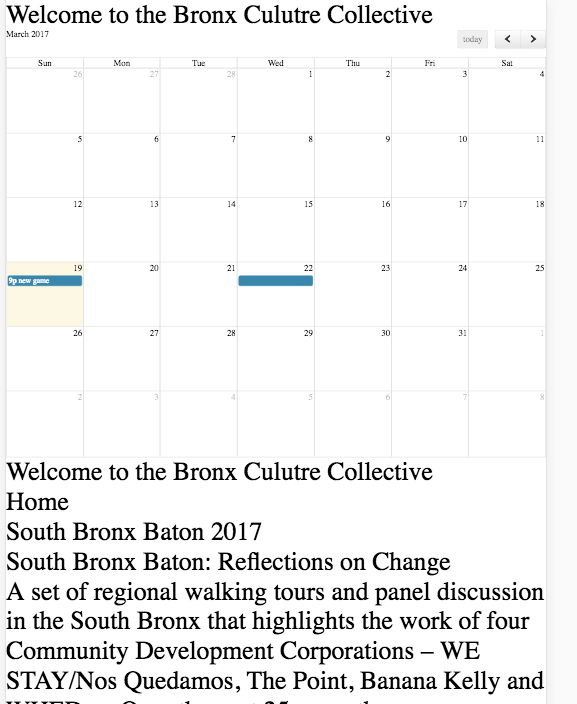 Welcome to the Bronx Culutre Collective
March 2017
today
Sun Mon Tue Wed Thu Fri Sat
26 27 28 1 2 3 4
5 6 7 8 9 10 11
12 13 14 15 16 17 18
19 20 21 22 23 24 25
9p new game
26 27 28 29 30 31 1
2 3 4 5 6 7 8
Welcome to the Bronx Culutre Collective
Home
South Bronx Baton 2017
South Bronx Baton: Reflections on Change
A set of regional walking tours and panel discussion
in the South Bronx that highlights the work of four
Community Development Corporations – WE
STAY/Nos Quedamos, The Point, Banana Kelly and